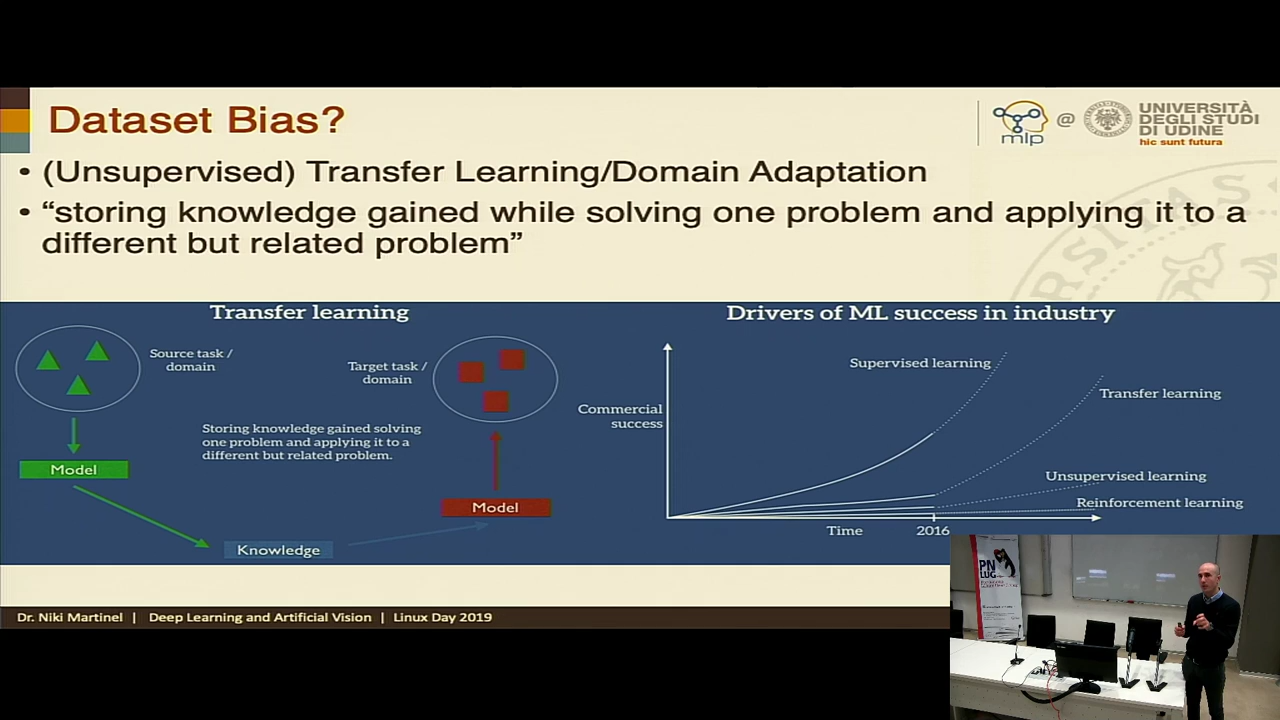 Dataset Bias?
mlp
@
UNIVERSITÀ
DEGLI STUDI
DI UDINE
hic sunt futura
• (Unsupervised) Transfer Learning/Domain Adaptation
• “storing knowledge gained while solving one problem and applying it to a
different but related problem”
Transfer learning
Source task /
domain
Target task /
domain
Storing knowledge gained solving
one problem and applying it to a
different but related problem.
Model
Model
Knowledge
Drivers of ML success in industry
Commercial
success
Supervised learning
Transfer learning
Unsupervised learning
Reinforcement learning
Time
2016
Dr. Niki Martinel | Deep Learning and Artificial Vision | Linux Day 2019
PN
LUG